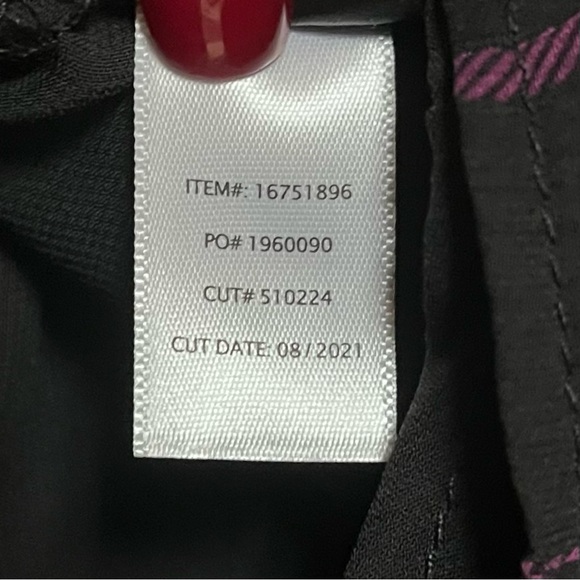 ITEM#: 16751896
PO# 1960090
CUT# 510224
CUT DATE: 08/2021